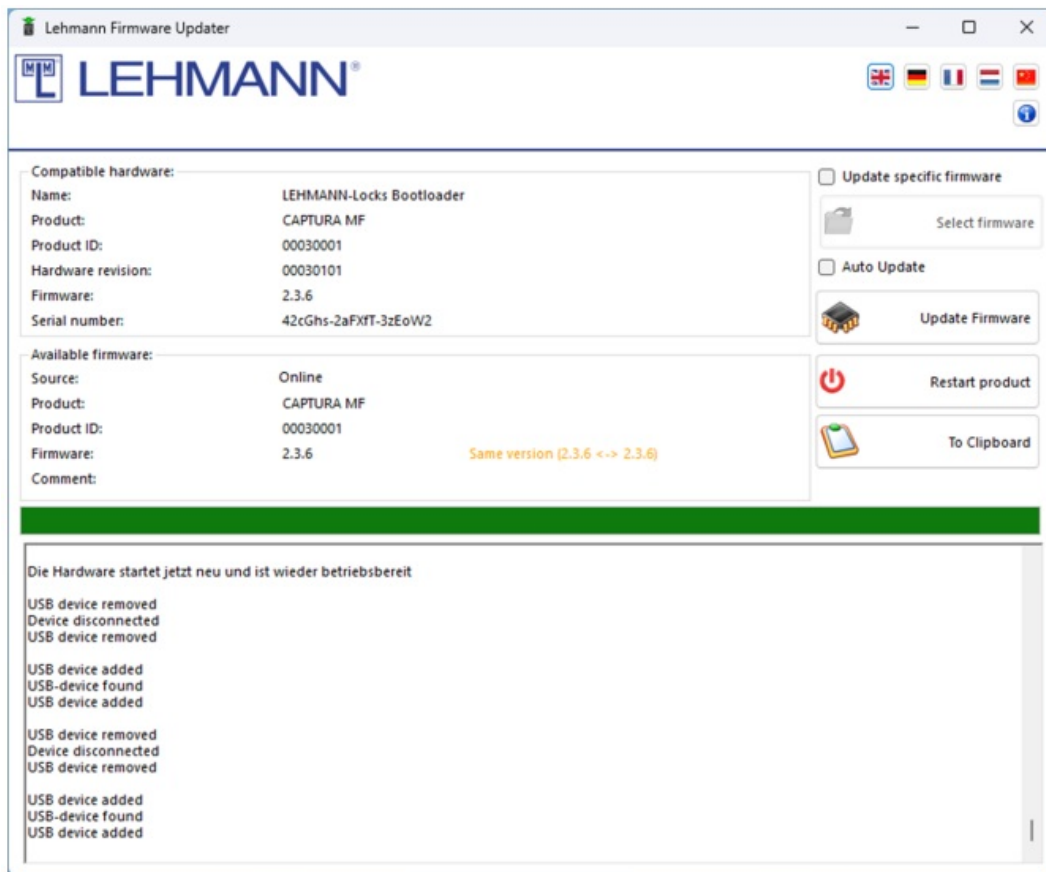 Lehmann Firmware Updater
MLM LEHMANN®
Compatible hardware:
Name: LEHMANN-Locks Bootloader
Product: CAPTURA MF
Product ID: 00030001
Hardware revision: 00030101
Firmware: 2.3.6
Serial number: 42cGhs-2aFXfT-3zEoW2
Update specific firmware
Select firmware
Auto Update
Update Firmware
Restart product
To Clipboard
Available firmware:
Source: Online
Product: CAPTURA MF
Product ID: 00030001
Firmware: 2.3.6 Same version (2.3.6 <-> 2.3.6)
Comment:
Die Hardware startet jetzt neu und ist wieder betriebsbereit
USB device removed
Device disconnected
USB device removed
USB device added
USB-device found
USB device added
USB device removed
Device disconnected
USB device removed
USB device added
USB-device found
USB device added